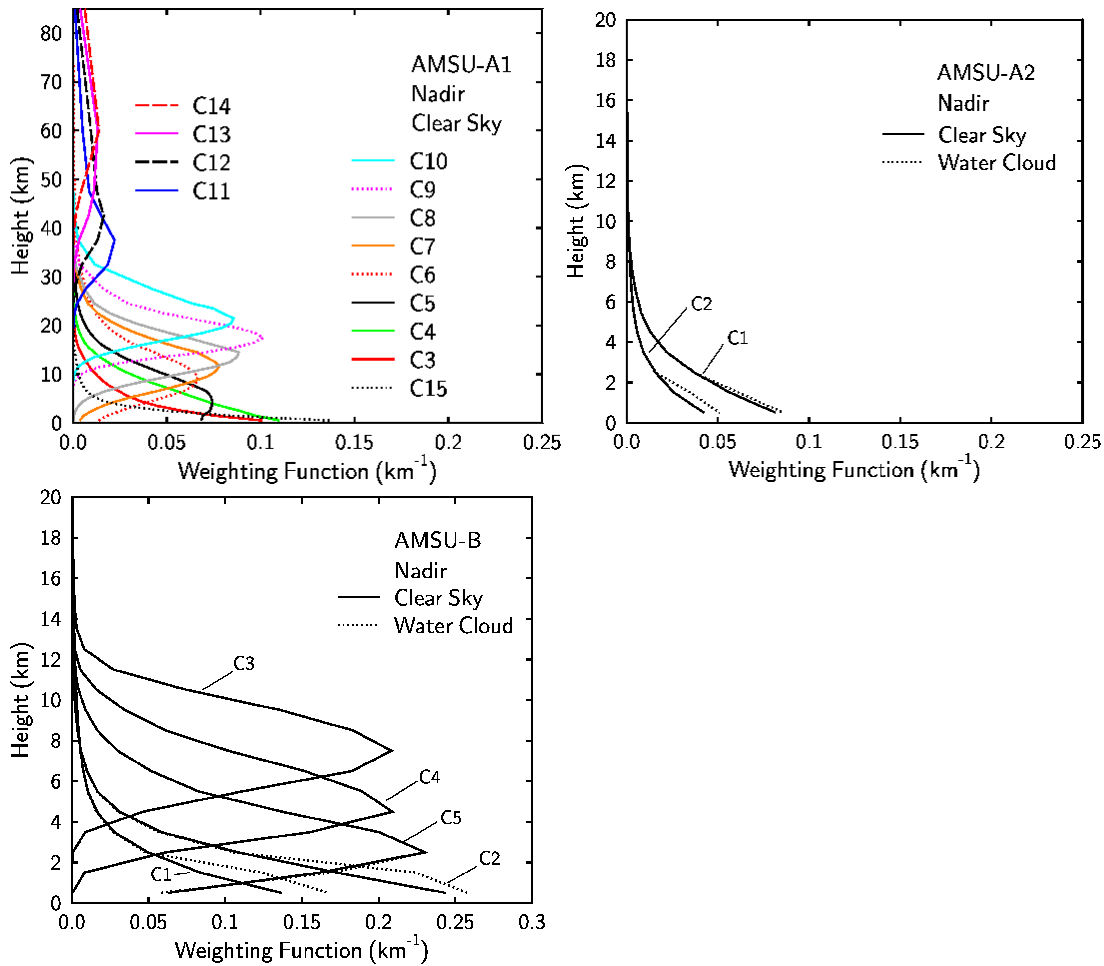 AMSU-A1
Nadir
Clear Sky
C14
C13
C12
C11
C10
C9
C8
C7
C6
C5
C4
C3
C15
80
70
60
50
40
30
20
10
0
0.0 0.05 0.1 0.15 0.2 0.25
Height (km)
Weighting Function (km-1)
AMSU-A2
Nadir
Clear Sky
Water Cloud
C2
C1
20
18
16
14
12
10
8
6
4
2
0
0.0 0.05 0.1 0.15 0.2 0.25
Height (km)
Weighting Function (km-1)
AMSU-B
Nadir
Clear Sky
Water Cloud
C3
C4
C5
C2
C1
20
18
16
14
12
10
8
6
4
2
0
0.0 0.05 0.1 0.15 0.2 0.25 0.3
Height (km)
Weighting Function (km-1)